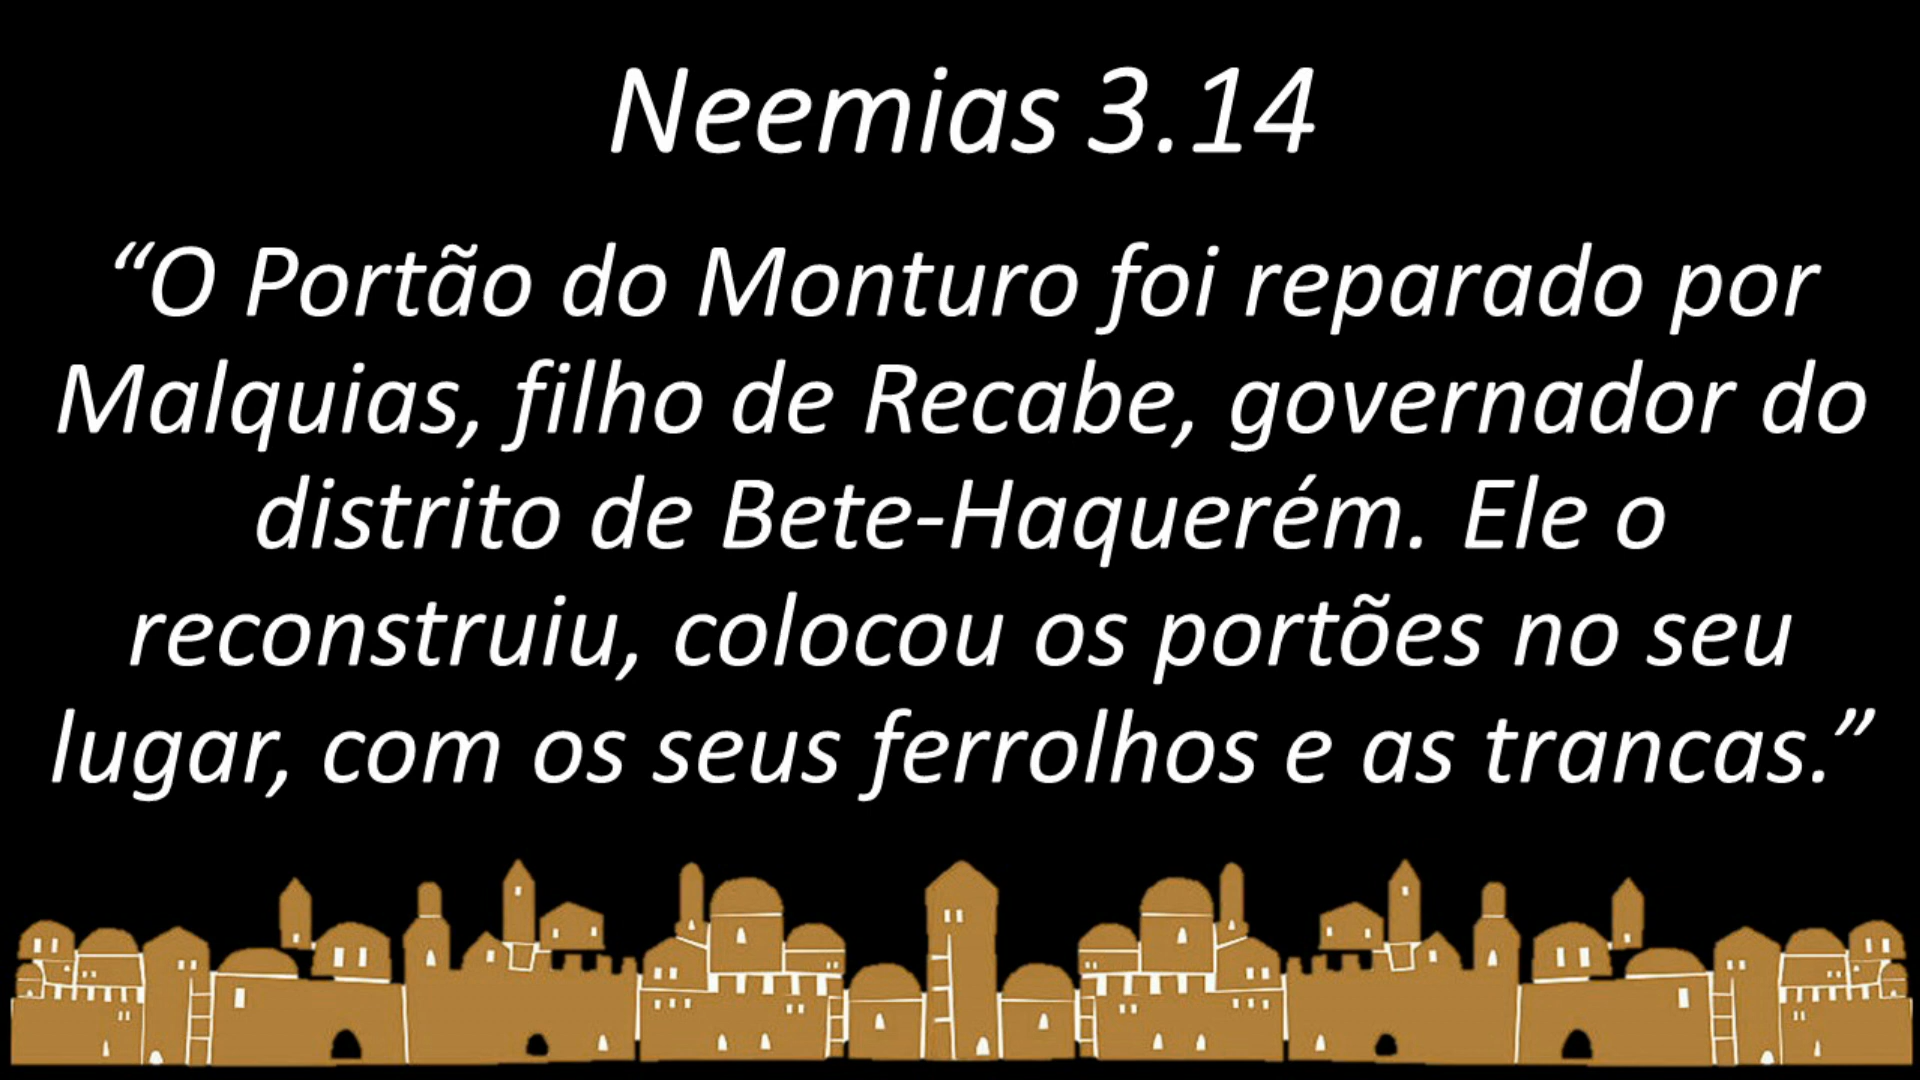 Neemias 3.14
“O Portão do Monturo foi reparado por
Malquias, filho de Recabe, governador do
distrito de Bete-Haquerém. Ele o
reconstruiu, colocou os portões no seu
lugar, com os seus ferrolhos e as trancas.”